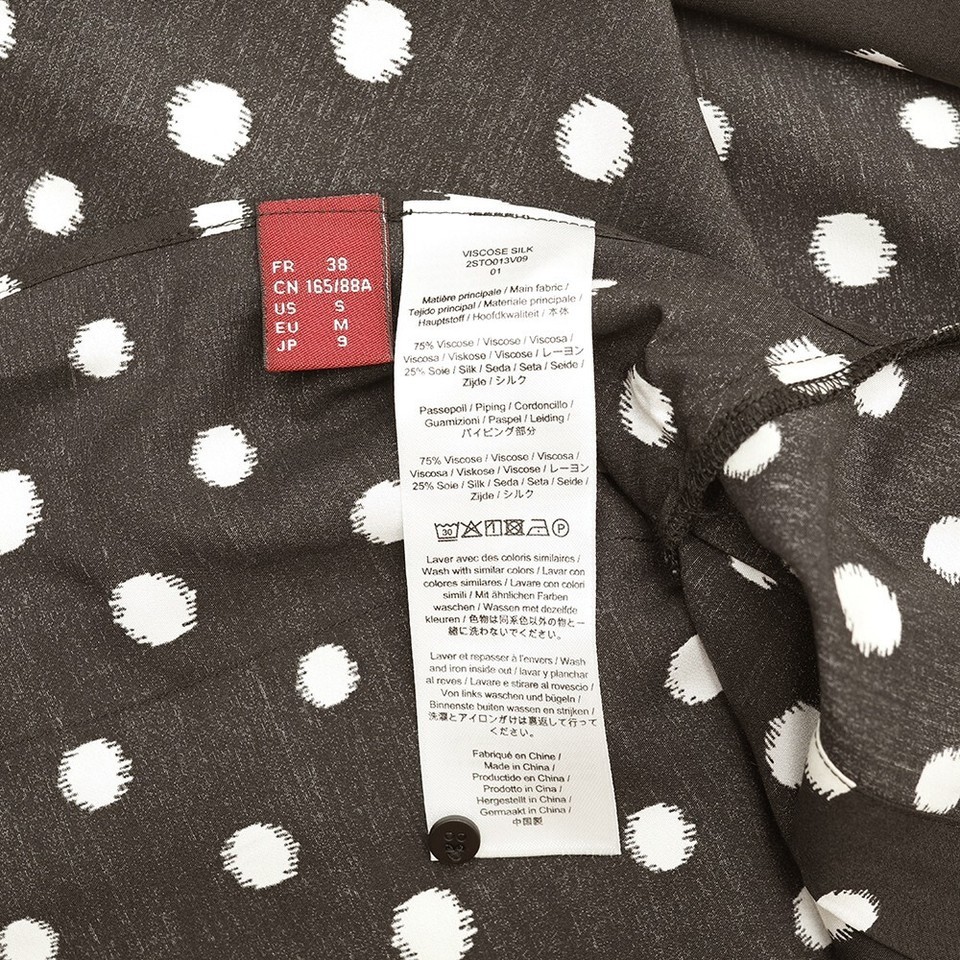 FR 38
CN 165/88A
US S
EU M
JP 9
VISCOSE SILK
2STO013V09
01
Matière principale / Main fabric /
Tejido principal / Materiale principale /
Hauptstoff / Hoofdkwaliteit / 本体
75% Viscose / Viscose / Viscosa /
Viscosa / Viskose / Viscose / レーヨン
25% Soie / Silk / Seda / Seta / Seide /
Zijde / シルク
Passepoil / Piping / Cordoncillo /
Guarnizioni / Paspel / Leiding /
パイピング部分
75% Viscose / Viscose / Viscosa /
Viscosa / Viskose / Viscose / レーヨン
25% Soie / Silk / Seda / Seta / Seide /
Zijde / シルク
30 P
Laver avec des coloris similaires /
Wash with similar colors / Lavar con
colores similares / Lavare con colori
simili / Mit ähnlichen Farben
waschen / Wassen met dezelfde
kleuren / 色物は同系色以外の物と一
緒に洗わないでください。
Laver et repasser à l'envers / Wash
and iron inside out / lavar y planchar
al reves / Lavare e stirare al rovescio /
Von links waschen und bügeln /
Binnenste buiten wassen en strijken /
洗濯とアイロンがけは裏返して行って
ください。
Fabriqué en Chine /
Made in China /
Productido en China /
Prodotto in Cina /
Hergestellt in China /
Germaakt in China /
中国製